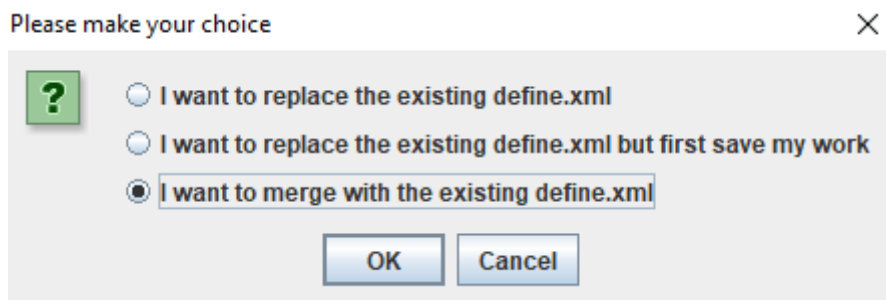 Please make your choice
?
I want to replace the existing define.xml
I want to replace the existing define.xml but first save my work
I want to merge with the existing define.xml
OK Cancel